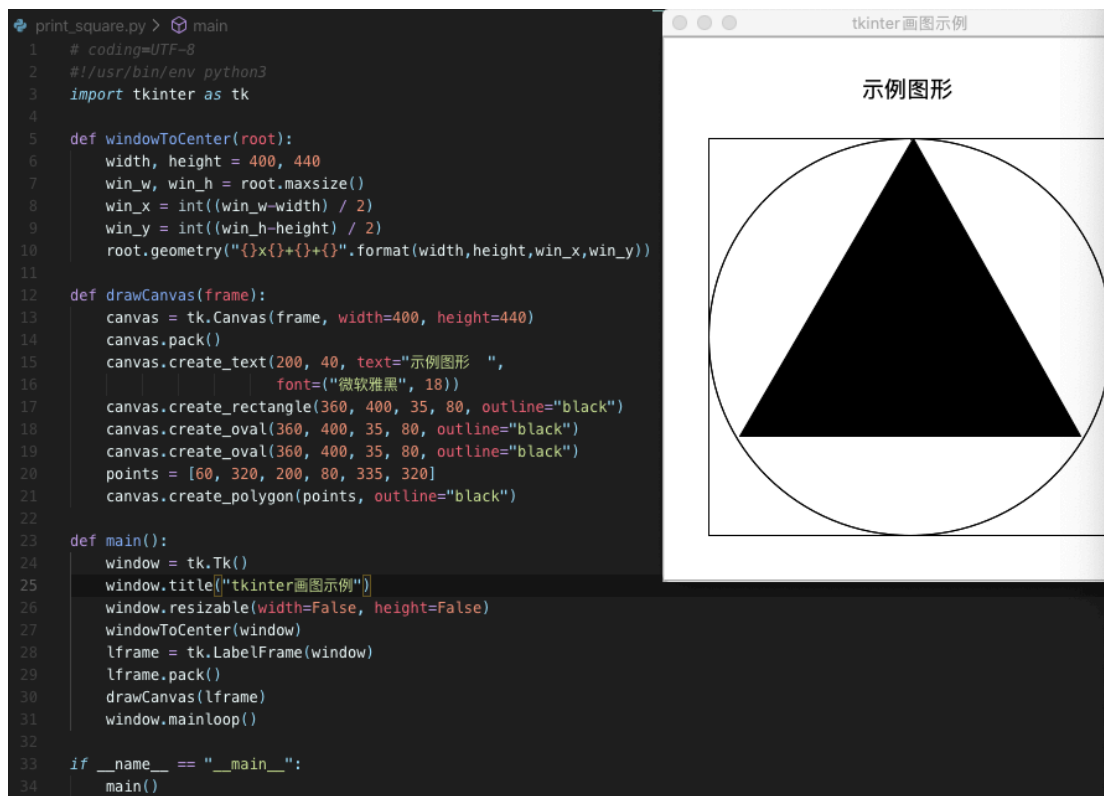 print_square.py > main
1 # coding=UTF-8
2 #!/usr/bin/env python3
3 import tkinter as tk
4
5 def windowToCenter(root):
6     width, height = 400, 440
7     win_w, win_h = root.maxsize()
8     win_x = int((win_w-width) / 2)
9     win_y = int((win_h-height) / 2)
10     root.geometry("{}x{}+{}+{}".format(width,height,win_x,win_y))
11
12 def drawCanvas(frame):
13     canvas = tk.Canvas(frame, width=400, height=440)
14     canvas.pack()
15     canvas.create_text(200, 40, text="示例图形  ",
16                    font=("微软雅黑", 18))
17     canvas.create_rectangle(360, 400, 35, 80, outline="black")
18     canvas.create_oval(360, 400, 35, 80, outline="black")
19     canvas.create_oval(360, 400, 35, 80, outline="black")
20     points = [60, 320, 200, 80, 335, 320]
21     canvas.create_polygon(points, outline="black")
22
23 def main():
24     window = tk.Tk()
25     window.title("tkinter画图示例")
26     window.resizable(width=False, height=False)
27     windowToCenter(window)
28     lframe = tk.LabelFrame(window)
29     lframe.pack()
30     drawCanvas(lframe)
31     window.mainloop()
32
33 if __name__ == "__main__":
34     main()
tkinter画图示例
示例图形